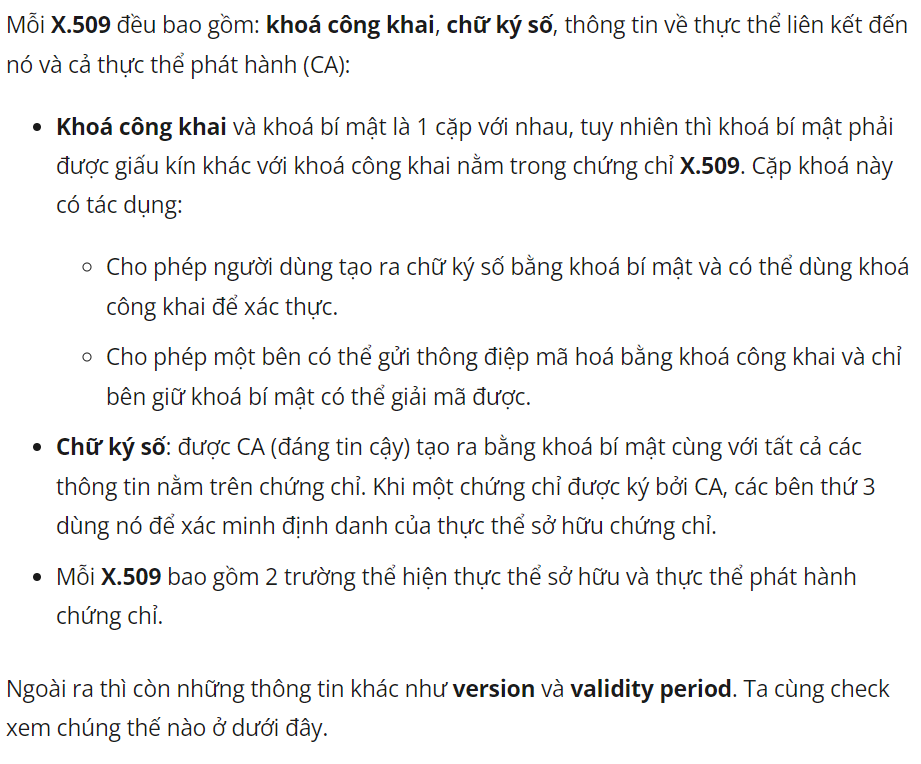 Mỗi X.509 đều bao gồm: khoá công khai, chữ ký số, thông tin về thực thể liên kết đến
nó và cả thực thể phát hành (CA):
• Khoá công khai và khoá bí mật là 1 cặp với nhau, tuy nhiên thì khoá bí mật phải
được giấu kín khác với khoá công khai nằm trong chứng chỉ X.509. Cặp khoá này
có tác dụng:
◦ Cho phép người dùng tạo ra chữ ký số bằng khoá bí mật và có thể dùng khoá
công khai để xác thực.
◦ Cho phép một bên có thể gửi thông điệp mã hoá bằng khoá công khai và chỉ
bên giữ khoá bí mật có thể giải mã được.
• Chữ ký số: được CA (đáng tin cậy) tạo ra bằng khoá bí mật cùng với tất cả các
thông tin nằm trên chứng chỉ. Khi một chứng chỉ được ký bởi CA, các bên thứ 3
dùng nó để xác minh định danh của thực thể sở hữu chứng chỉ.
• Mỗi X.509 bao gồm 2 trường thể hiện thực thể sở hữu và thực thể phát hành
chứng chỉ.
Ngoài ra thì còn những thông tin khác như version và validity period. Ta cùng check
xem chúng thế nào ở dưới đây.